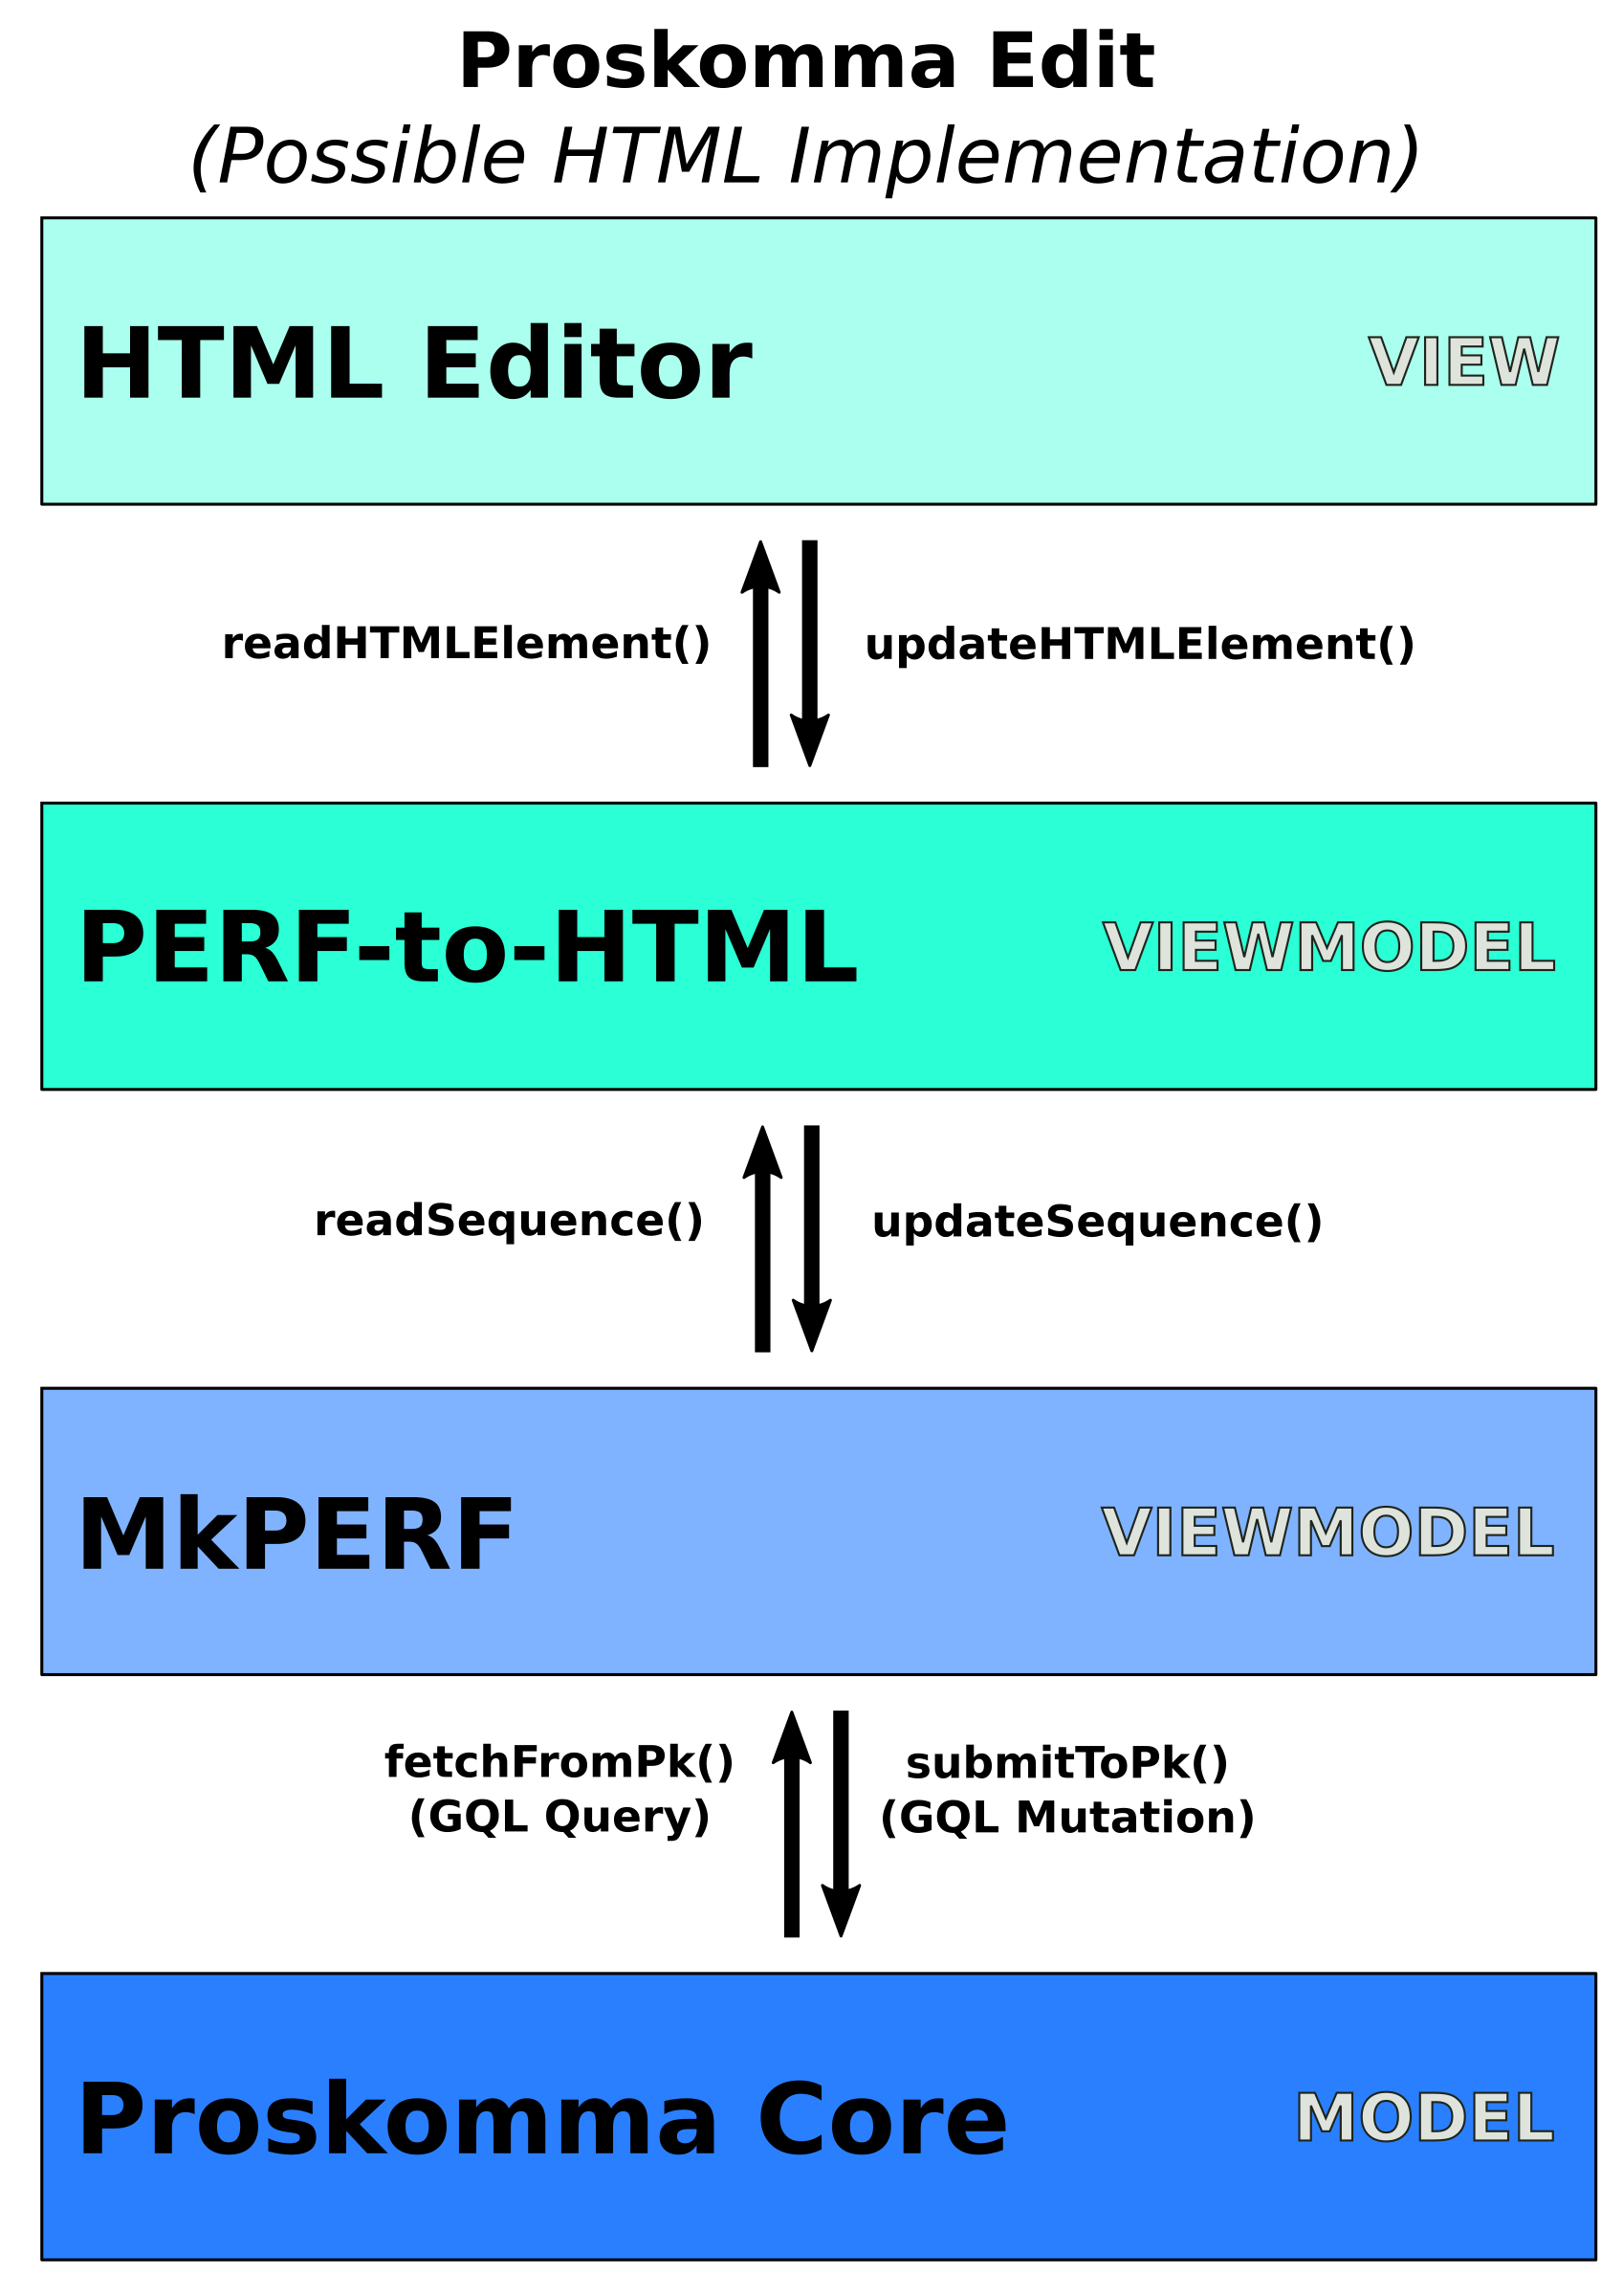 Proskomma Edit
(Possible HTML Implementation)
HTML Editor
VIEW
readHTMLElement()
updateHTMLElement()
PERF-to-HTML
VIEWMODEL
readSequence()
updateSequence()
MkPERF
VIEWMODEL
fetchFromPk()
(GQL Query)
submitToPk()
(GQL Mutation)
Proskomma Core
MODEL